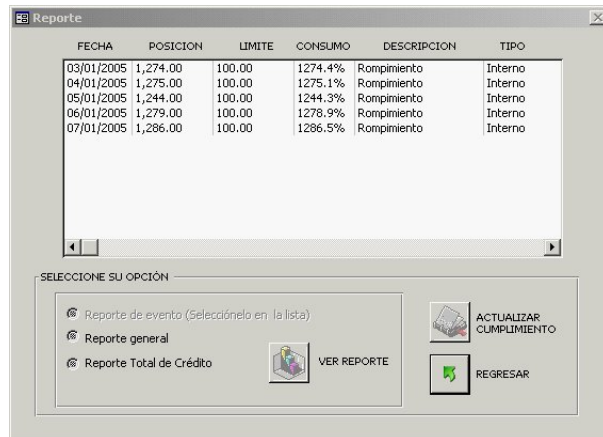 Reporte
FECHA POSICION LIMITE CONSUMO DESCRIPCION TIPO
03/01/2005 1,274.00 100.00 1274.4% Rompimiento Interno
04/01/2005 1,275.00 100.00 1275.1% Rompimiento Interno
05/01/2005 1,244.00 100.00 1244.3% Rompimiento Interno
06/01/2005 1,279.00 100.00 1278.9% Rompimiento Interno
07/01/2005 1,286.00 100.00 1286.5% Rompimiento Interno
SELECCIONE SU OPCIÓN
Reporte de evento (Selecciónelo en la lista)
Reporte general
Reporte Total de Crédito
VER REPORTE
ACTUALIZAR
CUMPLIMIENTO
REGRESAR